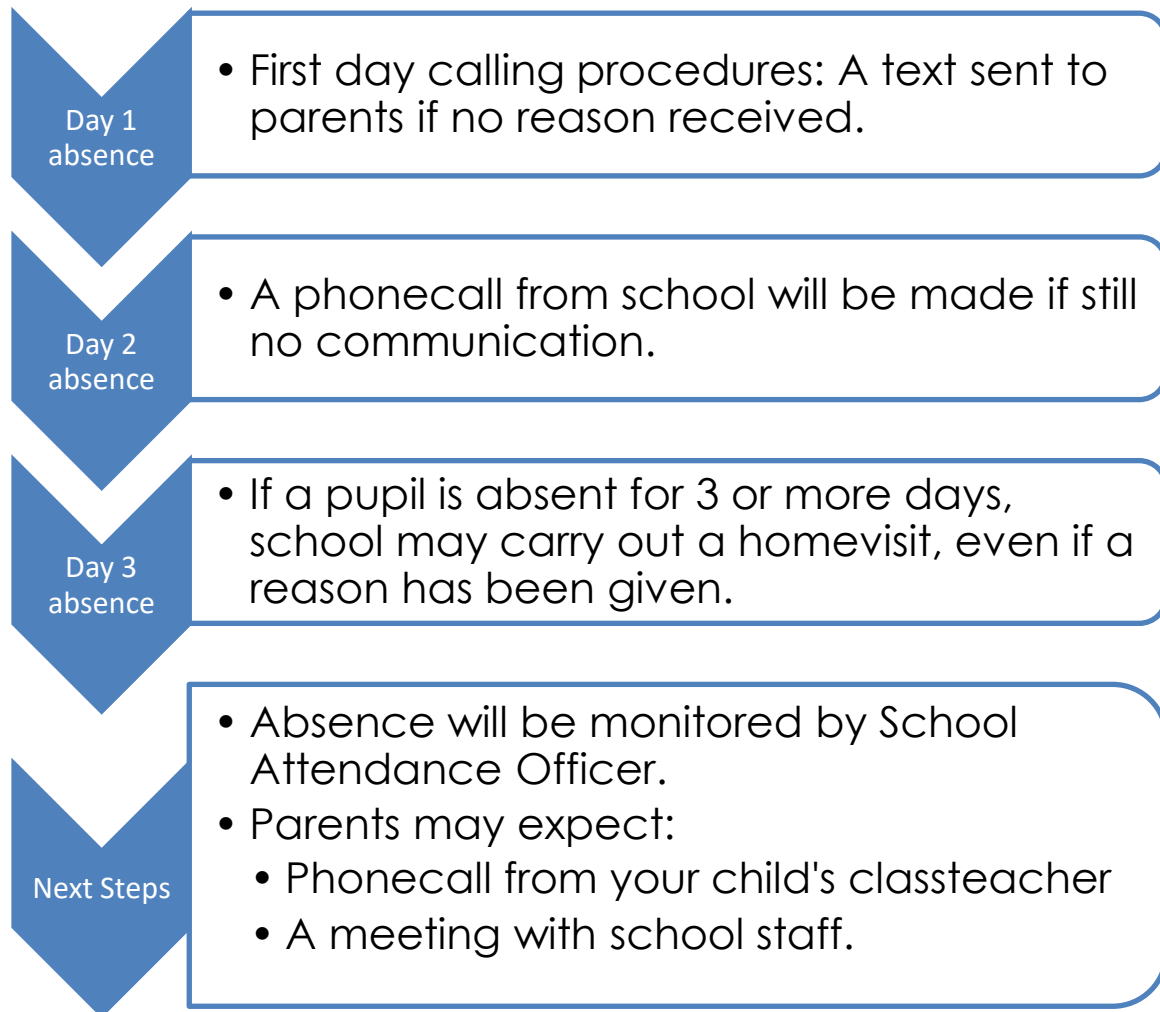 Day 1
absence
• First day calling procedures: A text sent to
parents if no reason received.
Day 2
absence
• A phonecall from school will be made if still
no communication.
Day 3
absence
• If a pupil is absent for 3 or more days,
school may carry out a homevisit, even if a
reason has been given.
Next Steps
• Absence will be monitored by School
Attendance Officer.
• Parents may expect:
• Phonecall from your child's classteacher
• A meeting with school staff.